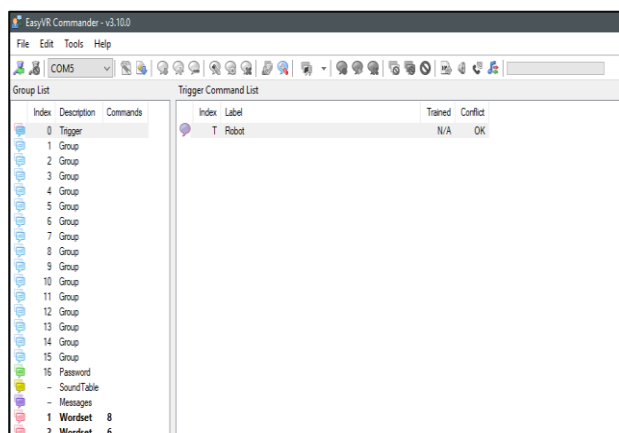 EasyVR Commander - v3.10.0
File Edit Tools Help
COM5
Group List Trigger Command List
Index Description Commands Index Label Trained Conflict
0 Trigger T Robot N/A OK
1 Group
2 Group
3 Group
4 Group
5 Group
6 Group
7 Group
8 Group
9 Group
10 Group
11 Group
12 Group
13 Group
14 Group
15 Group
16 Password
– SoundTable
– Messages
1 Wordset 8
2 Wordset 6